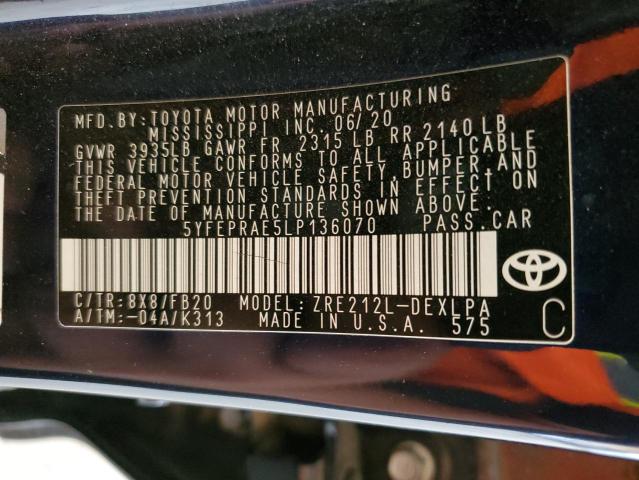 MFD. BY: TOYOTA MOTOR MANUFACTURING
MISSISSIPPI INC. 06/20
GVWR 3935LB GAWR FR 2315 LB RR 2140 LB
THIS VEHICLE CONFORMS TO ALL APPLICABLE
FEDERAL MOTOR VEHICLE SAFETY, BUMPER AND
THEFT PREVENTION STANDARDS IN EFFECT ON
THE DATE OF MANUFACTURE SHOWN ABOVE.
5YFEPRAE5LP136070 PASS. CAR
C/TR: 8X8/FB20 MODEL: ZRE212L-DEXLPA
A/TM: -04A/K313 MADE IN U.S.A. 575
C